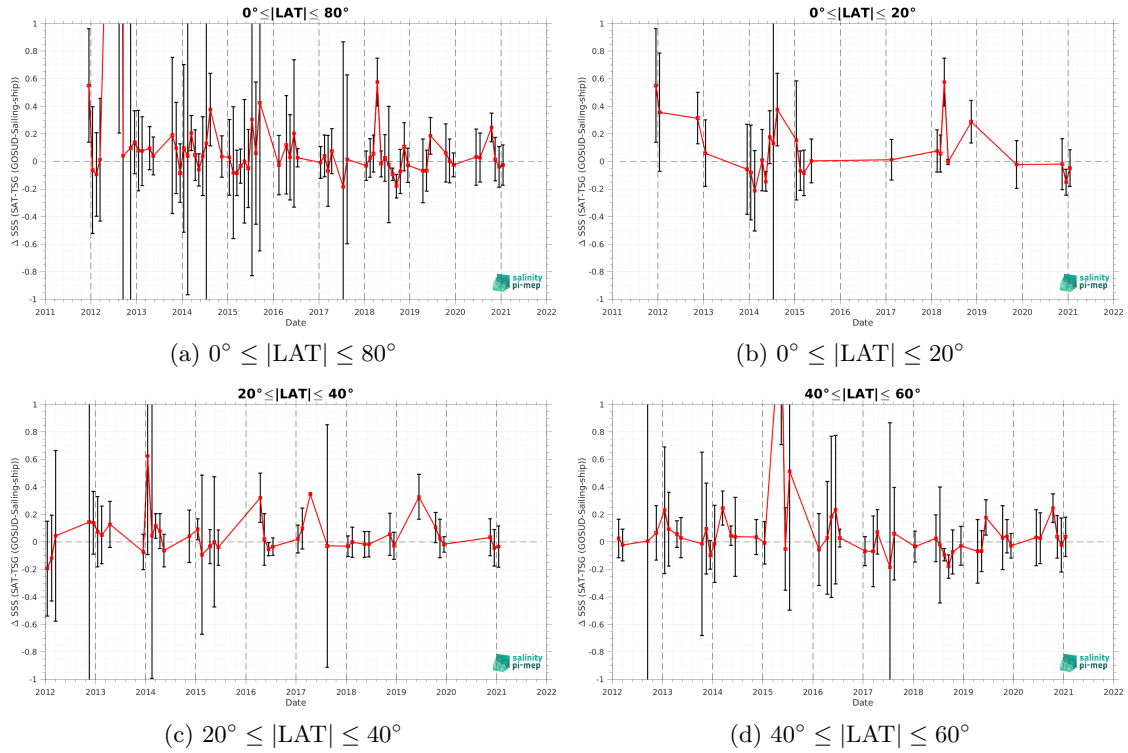 0°≤|LAT|≤ 80°
Δ SSS (SAT-TSG (GOSUD-Sailing-ship))
1
0.8
0.6
0.4
0.2
0
-0.2
-0.4
-0.6
-0.8
-1
2011 2012 2013 2014 2015 2016 2017 2018 2019 2020 2021 2022
Date
salinity
pi-mep
(a) 0° ≤ |LAT| ≤ 80°
0°≤|LAT|≤ 20°
Δ SSS (SAT-TSG (GOSUD-Sailing-ship))
1
0.8
0.6
0.4
0.2
0
-0.2
-0.4
-0.6
-0.8
-1
2011 2012 2013 2014 2015 2016 2017 2018 2019 2020 2021 2022
Date
salinity
pi-mep
(b) 0° ≤ |LAT| ≤ 20°
20°≤|LAT|≤ 40°
Δ SSS (SAT-TSG (GOSUD-Sailing-ship))
1
0.8
0.6
0.4
0.2
0
-0.2
-0.4
-0.6
-0.8
-1
2012 2013 2014 2015 2016 2017 2018 2019 2020 2021 2022
Date
salinity
pi-mep
(c) 20° ≤ |LAT| ≤ 40°
40°≤|LAT|≤ 60°
Δ SSS (SAT-TSG (GOSUD-Sailing-ship))
1
0.8
0.6
0.4
0.2
0
-0.2
-0.4
-0.6
-0.8
-1
2012 2013 2014 2015 2016 2017 2018 2019 2020 2021 2022
Date
salinity
pi-mep
(d) 40° ≤ |LAT| ≤ 60°